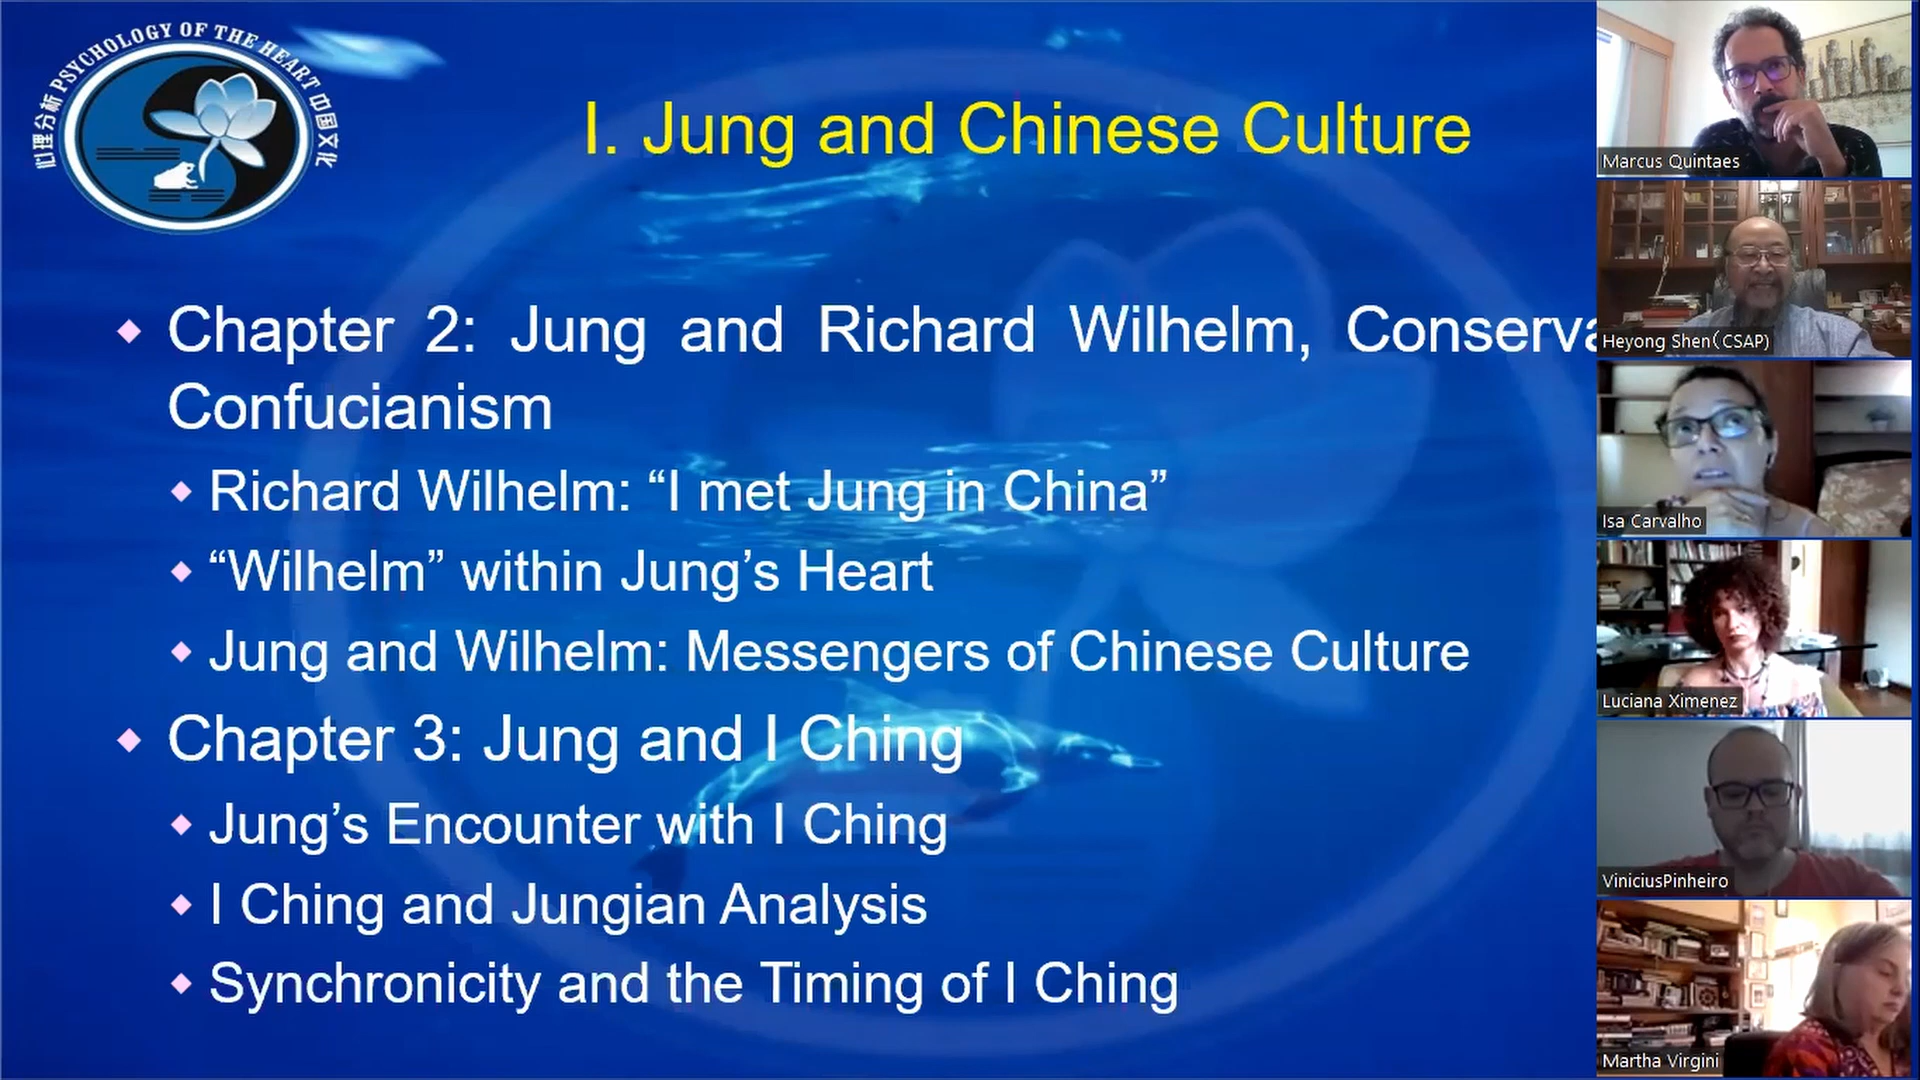 心理分析 PSYCHOLOGY OF THE HEART 中国文化
I. Jung and Chinese Culture
Chapter 2: Jung and Richard Wilhelm, Conserva
Confucianism
Richard Wilhelm: “I met Jung in China”
“Wilhelm” within Jung’s Heart
Jung and Wilhelm: Messengers of Chinese Culture
Chapter 3: Jung and I Ching
Jung’s Encounter with I Ching
I Ching and Jungian Analysis
Synchronicity and the Timing of I Ching
Marcus Quintaes
Heyong Shen（CSAP)
Isa Carvalho
Luciana Ximenez
ViniciusPinheiro
Martha Virgini